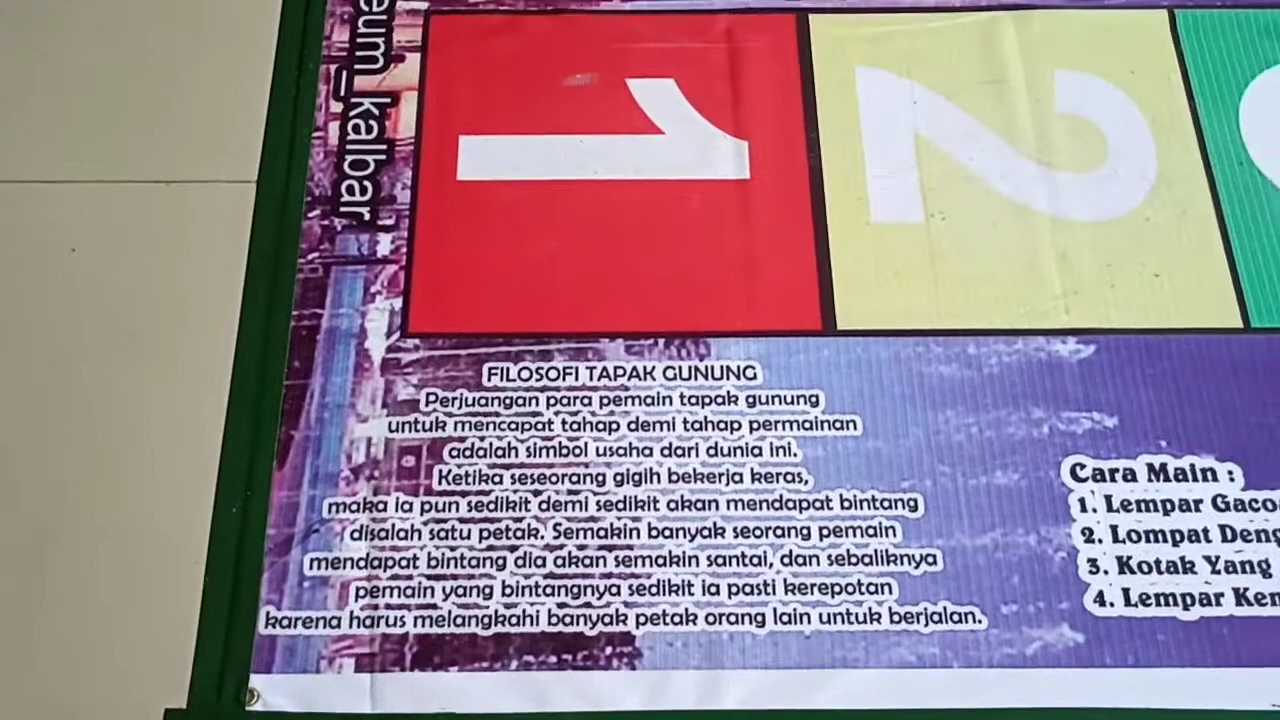 eum_kalbar
1
2
FILOSOFI TAPAK GUNUNG
Perjuangan para pemain tapak gunung
untuk mencapat tahap demi tahap permainan
adalah simbol usaha dari dunia ini.
Ketika seseorang gigih bekerja keras,
maka ia pun sedikit demi sedikit akan mendapat bintang
disalah satu petak. Semakin banyak seorang pemain
mendapat bintang dia akan semakin santai, dan sebaliknya
pemain yang bintangnya sedikit ia pasti kerepotan
karena harus melangkahi banyak petak orang lain untuk berjalan.
Cara Main :
1. Lempar Gaco
2. Lompat Deng
3. Kotak Yang
4. Lempar Kem